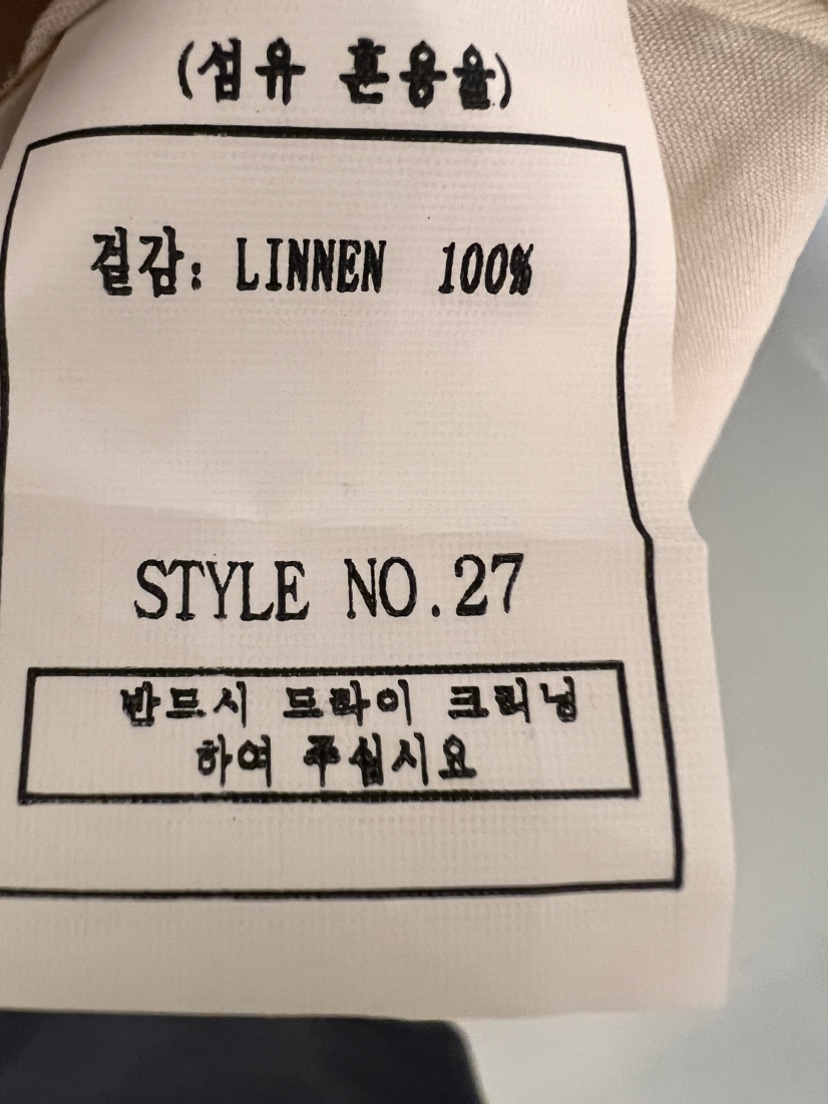 (섬유 혼용율)
겉감: LINNEN 100%
STYLE NO.27
반드시 드라이 크리닝
하여 주십시요